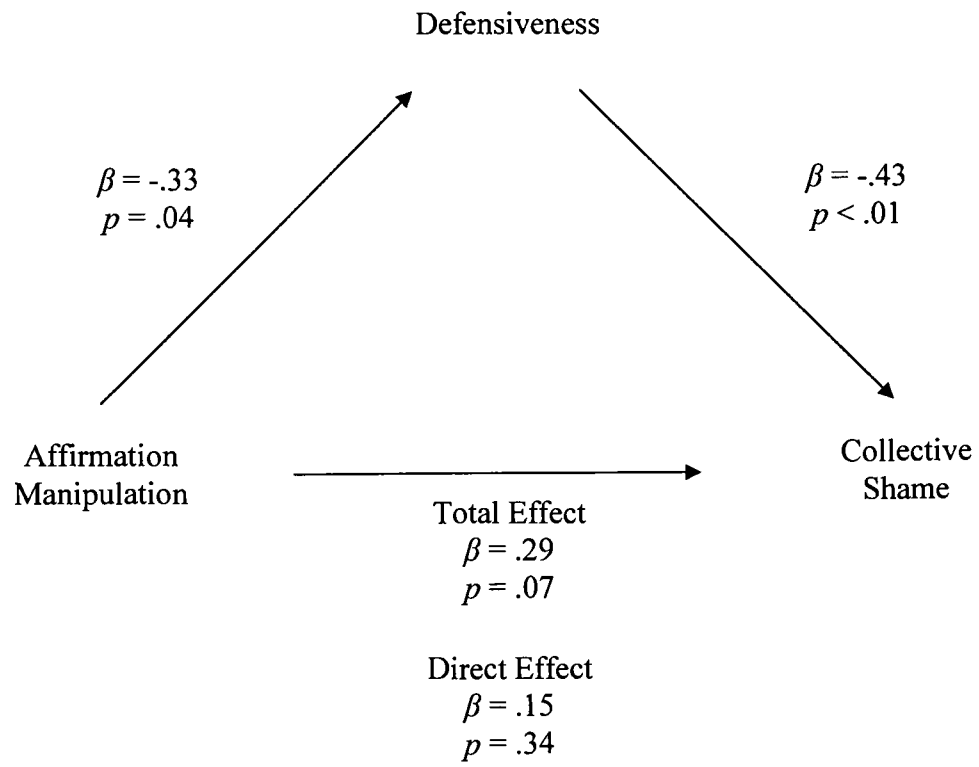 Defensiveness
β = -.33
p = .04
β = -.43
p < .01
Affirmation
Manipulation
Collective
Shame
Total Effect
β = .29
p = .07
Direct Effect
β = .15
p = .34